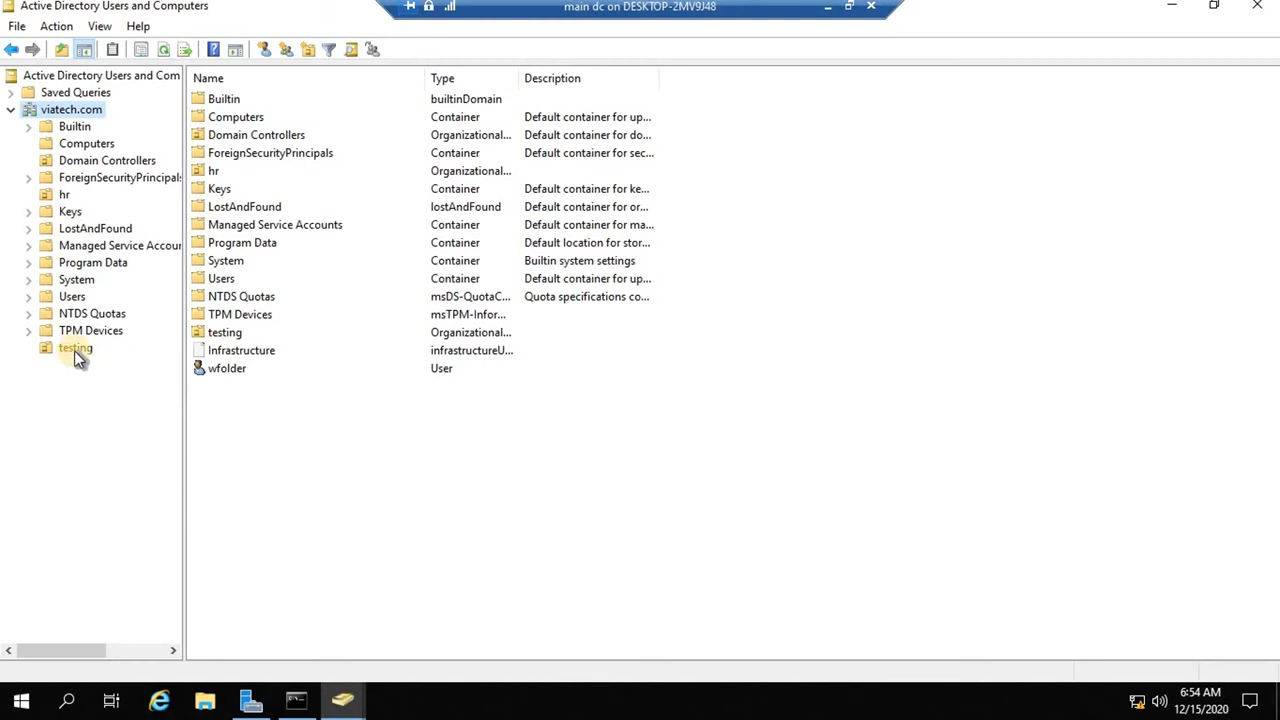 Active Directory Users and Computers
main dc on DESKTOP-2MV9J48
File Action View Help
Active Directory Users and Com
Saved Queries
viatech.com
Builtin
Computers
Domain Controllers
ForeignSecurityPrincipals
hr
Keys
LostAndFound
Managed Service Accour
Program Data
System
Users
NTDS Quotas
TPM Devices
testing
Name Type Description
Builtin builtinDomain
Computers Container Default container for up...
Domain Controllers Organizational... Default container for do...
ForeignSecurityPrincipals Container Default container for sec...
hr Organizational...
Keys Container Default container for ke...
LostAndFound lostAndFound Default container for or...
Managed Service Accounts Container Default container for ma...
Program Data Container Default location for stor...
System Container Builtin system settings
Users Container Default container for up...
NTDS Quotas msDS-QuotaC... Quota specifications co...
TPM Devices msTPM-Infor...
testing Organizational...
Infrastructure infrastructureU...
wfolder User
6:54 AM
12/15/2020